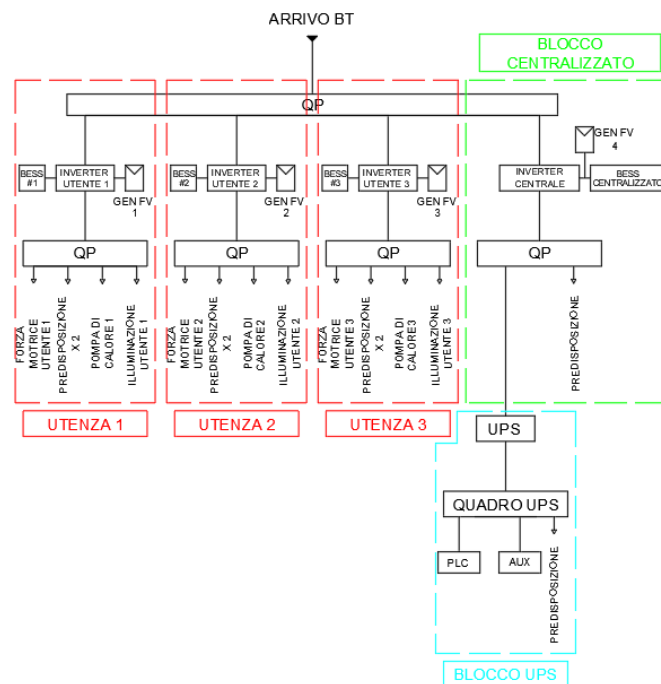 ARRIVO BT
BLOCCO
CENTRALIZZATO
QP
GEN FV
4
BESS
#1
INVERTER
UTENTE 1
GEN FV
1
BESS
#2
INVERTER
UTENTE 2
GEN FV
2
BESS
#3
INVERTER
UTENTE 3
GEN FV
3
INVERTER
CENTRALE
BESS
CENTRALIZZATO
QP
QP
QP
QP
FORZA
MOTRICE
UTENTE 1
PREDISPOSIZIONE
X 2
POMPA DI
CALORE 1
ILLUMINAZIONE
UTENTE 1
FORZA
MOTRICE
UTENTE 2
PREDISPOSIZIONE
X 2
POMPA DI
CALORE2
ILLUMINAZIONE
UTENTE 2
FORZA
MOTRICE
UTENTE 3
PREDISPOSIZIONE
X 2
POMPA DI
CALORE3
ILLUMINAZIONE
UTENTE 3
PREDISPOSIZIONE
UTENZA 1
UTENZA 2
UTENZA 3
UPS
QUADRO UPS
PLC
AUX
PREDISPOSIZIONE
BLOCCO UPS